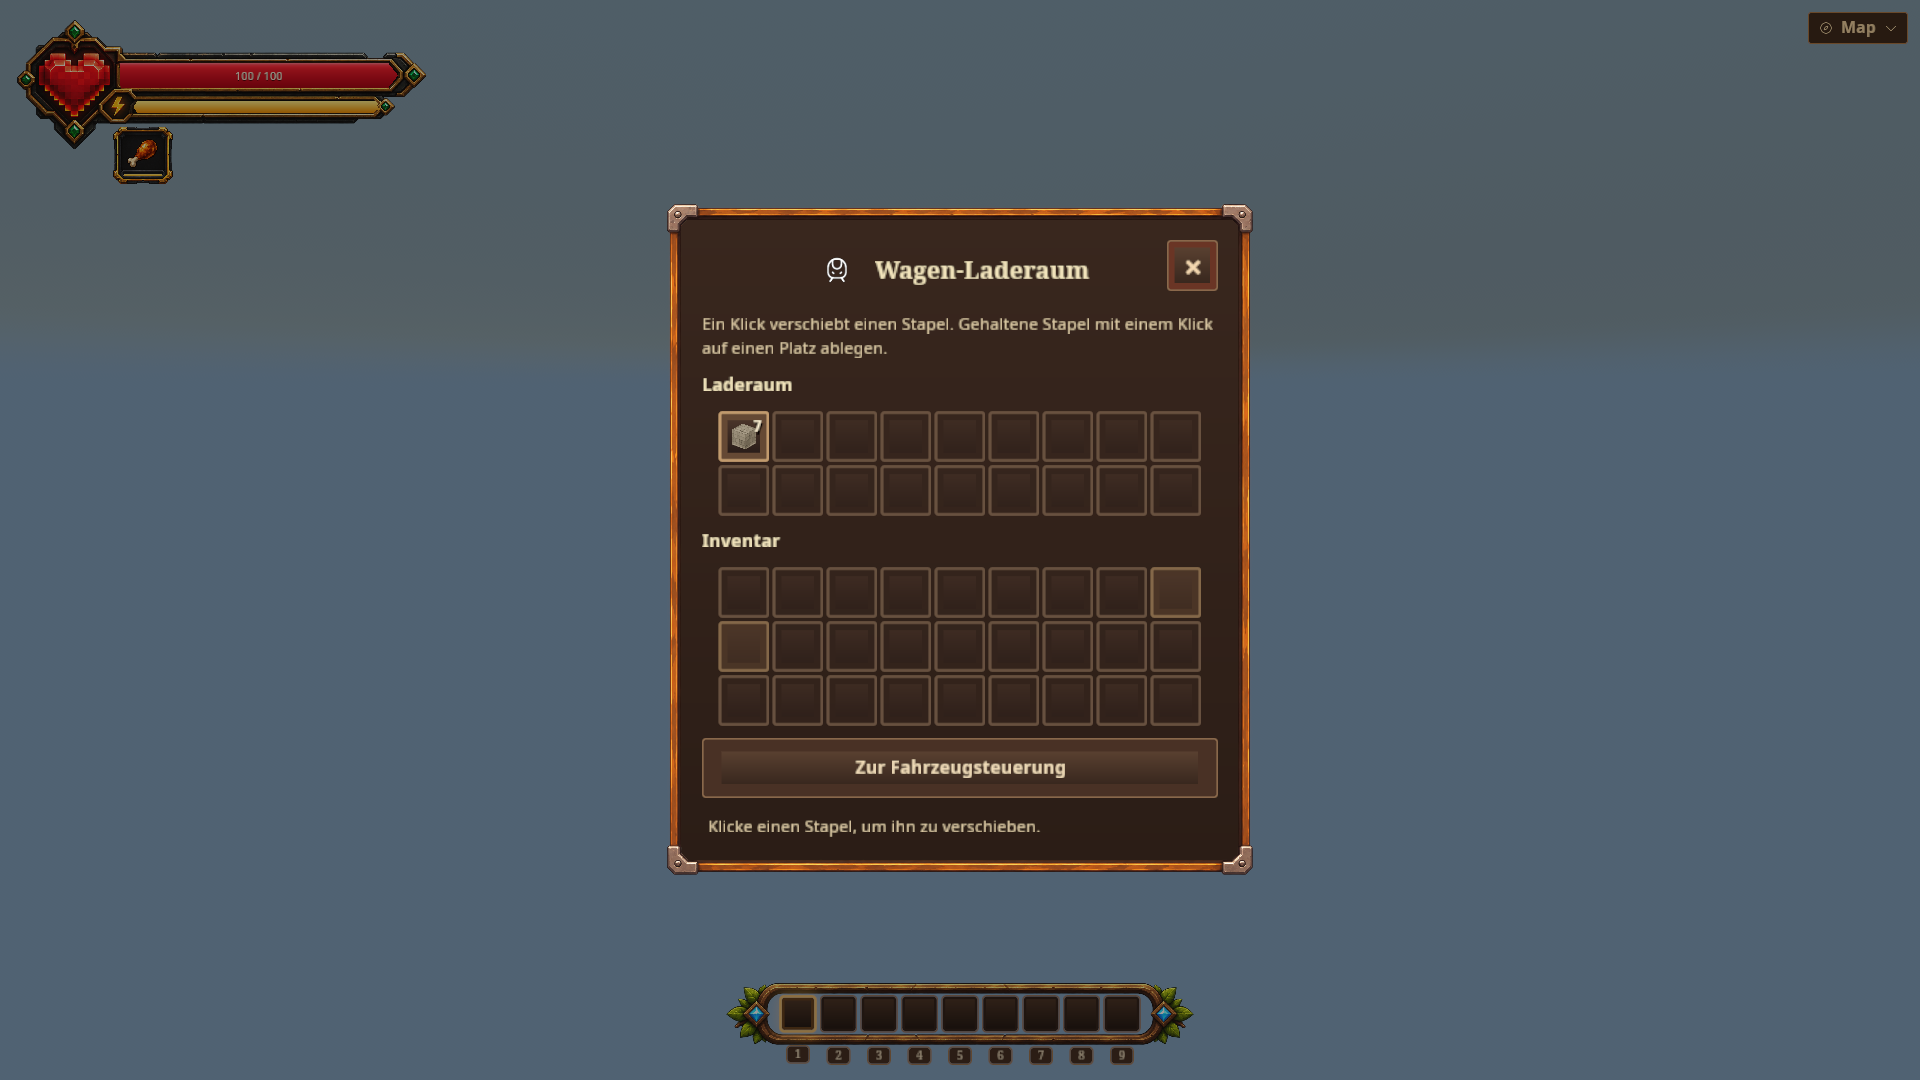 Map
100 / 100
Wagen-Laderaum
Ein Klick verschiebt einen Stapel. Gehaltene Stapel mit einem Klick
auf einen Platz ablegen.
Laderaum
7
Inventar
Zur Fahrzeugsteuerung
Klicke einen Stapel, um ihn zu verschieben.
1 2 3 4 5 6 7 8 9